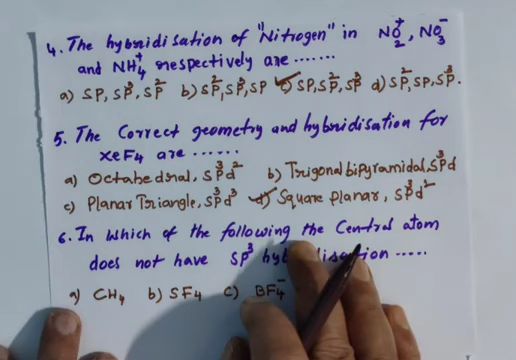 4. The hybridisation of "Nitrogen" in NO₂⁺, NO₃⁻
and NH₄⁺ respectively are .......
a) SP, SP³, SP² b) SP², SP³, SP c) SP, SP², SP³ d) SP², SP, SP³.
5. The Correct geometry and hybridisation for
XeF₄ are ......
a) Octahedral, SP³d² b) Trigonal bipyramidal, SP³d
c) Planar Triangle, SP³d³ d) Square planar, SP³d²
6. In which of the following the Central atom
does not have SP³ hybridisation .....
a) CH₄ b) SF₄ c) BF₄⁻